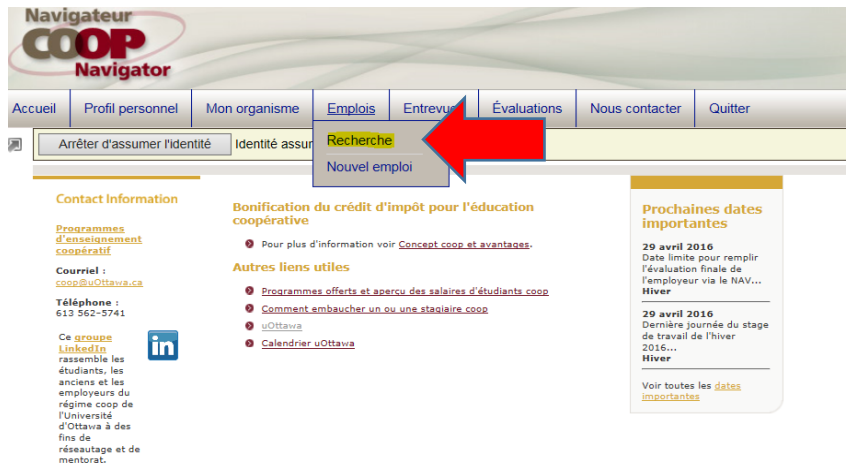 Navigateur
COOP
Navigator
Accueil Profil personnel Mon organisme Emplois Entrevue Évaluations Nous contacter Quitter
Arrêter d'assumer l'identité Identité assur
Recherche
Nouvel emploi
Contact Information
Programmes
d'enseignement
coopératif
Courriel :
coop@uOttawa.ca
Téléphone :
613 562-5741
Ce groupe
LinkedIn
rassemble les
étudiants, les
anciens et les
employeurs du
régime coop de
l'Université
d'Ottawa à des
fins de
réseautage et de
mentorat.
in
Bonification du crédit d'impôt pour l'éducation
coopérative
Pour plus d'information voir Concept coop et avantages.
Autres liens utiles
Programmes offerts et aperçu des salaires d'étudiants coop
Comment embaucher un ou une stagiaire coop
uOttawa
Calendrier uOttawa
Prochaines dates
importantes
29 avril 2016
Date limite pour remplir
l'évaluation finale de
l'employeur via le NAV...
Hiver
29 avril 2016
Dernière journée du stage
de travail de l'hiver
2016...
Hiver
Voir toutes les dates
importantes